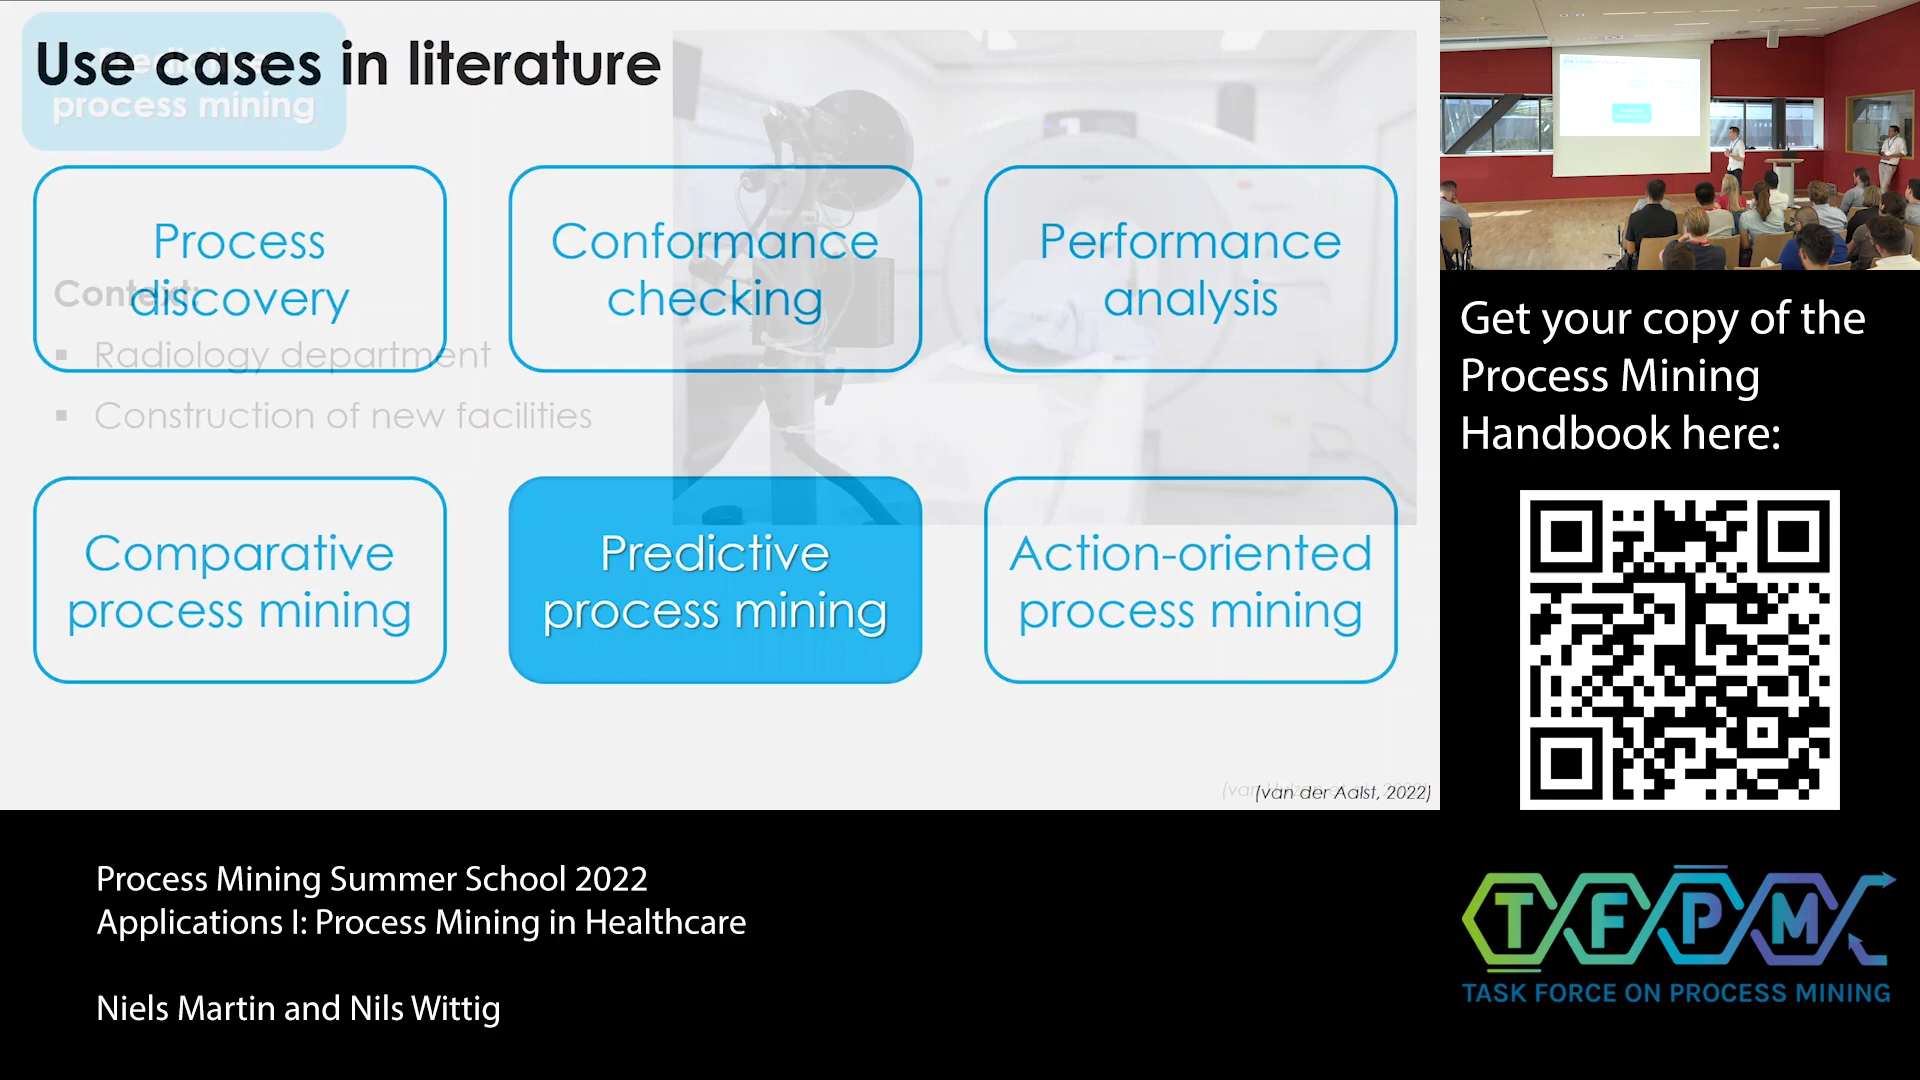 Use cases in literature
process mining
Process
discovery
Conformance
checking
Performance
analysis
Context:
▪ Radiology department
▪ Construction of new facilities
Comparative
process mining
Predictive
process mining
Action-oriented
process mining
(van der Aalst, 2022)
Get your copy of the
Process Mining
Handbook here:
Process Mining Summer School 2022
Applications I: Process Mining in Healthcare
Niels Martin and Nils Wittig
TFPM
TASK FORCE ON PROCESS MINING